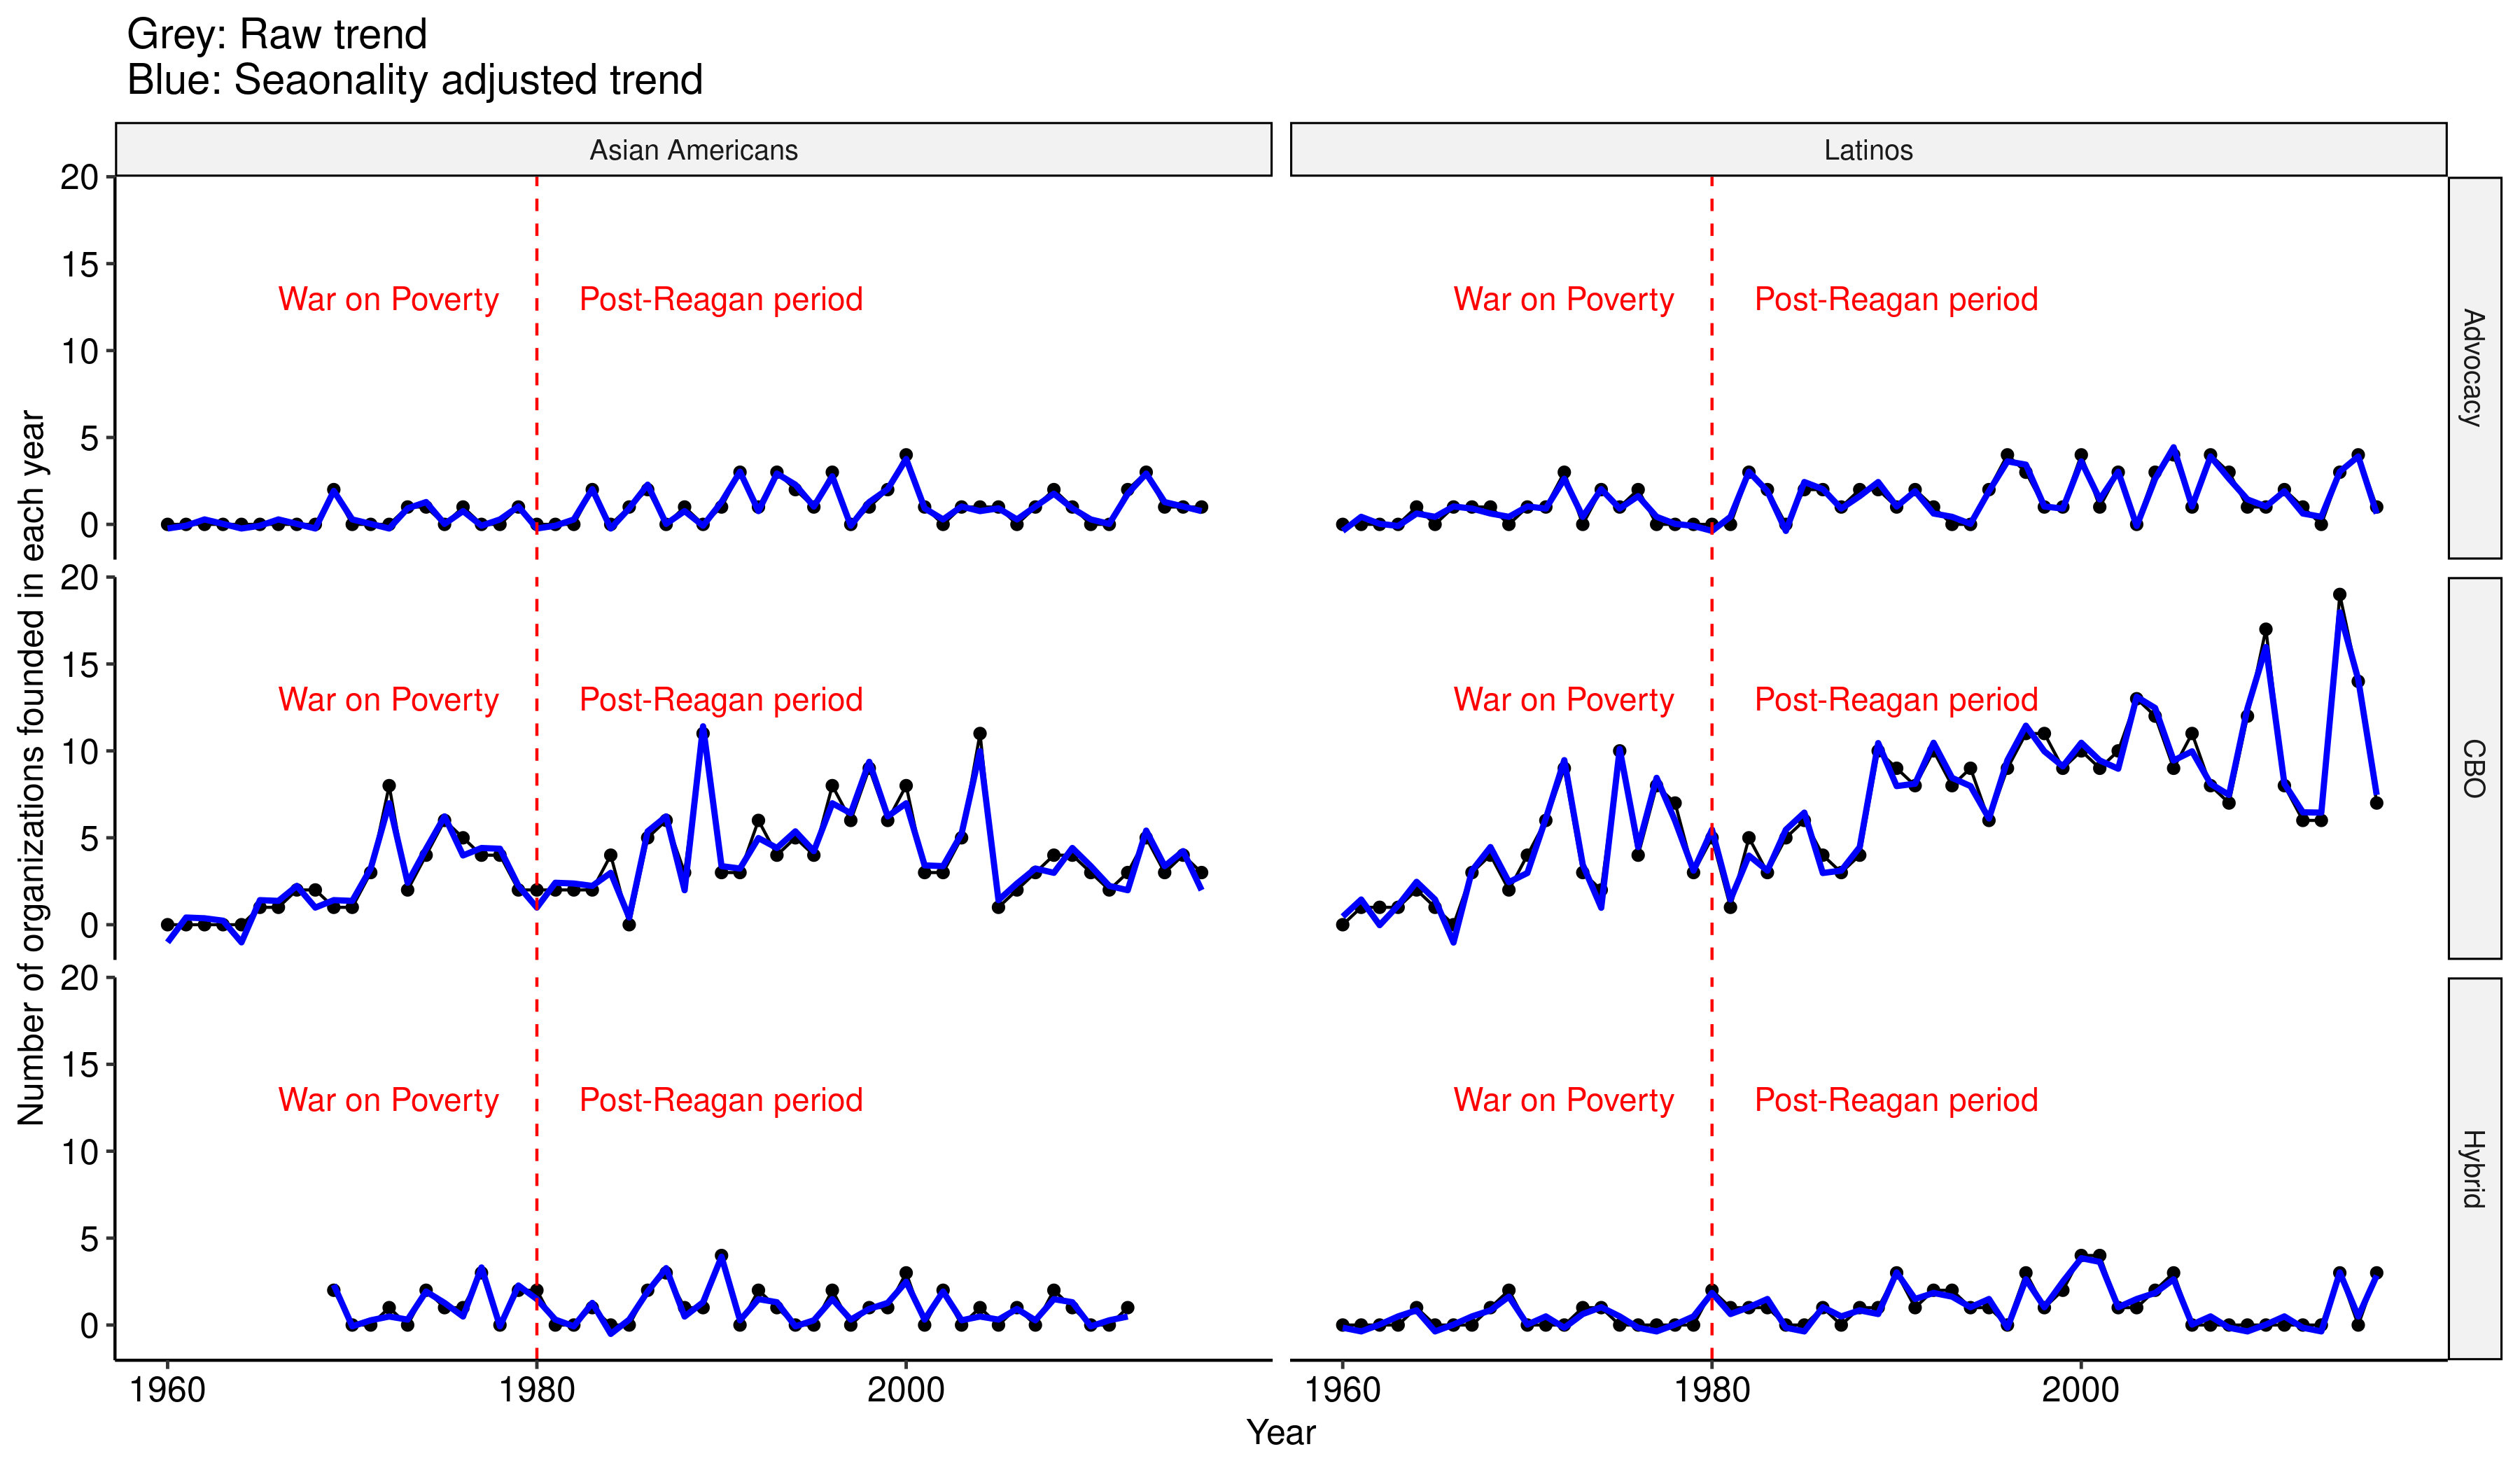 Grey: Raw trend
Blue: Seaonality adjusted trend
Asian Americans
Latinos
Number of organizations founded in each year
20
15
10
5
0
War on Poverty
Post-Reagan period
War on Poverty
Post-Reagan period
Advocacy
20
15
10
5
0
War on Poverty
Post-Reagan period
War on Poverty
Post-Reagan period
CBO
20
15
10
5
0
War on Poverty
Post-Reagan period
War on Poverty
Post-Reagan period
Hybrid
1960
1980
2000
1960
1980
2000
Year